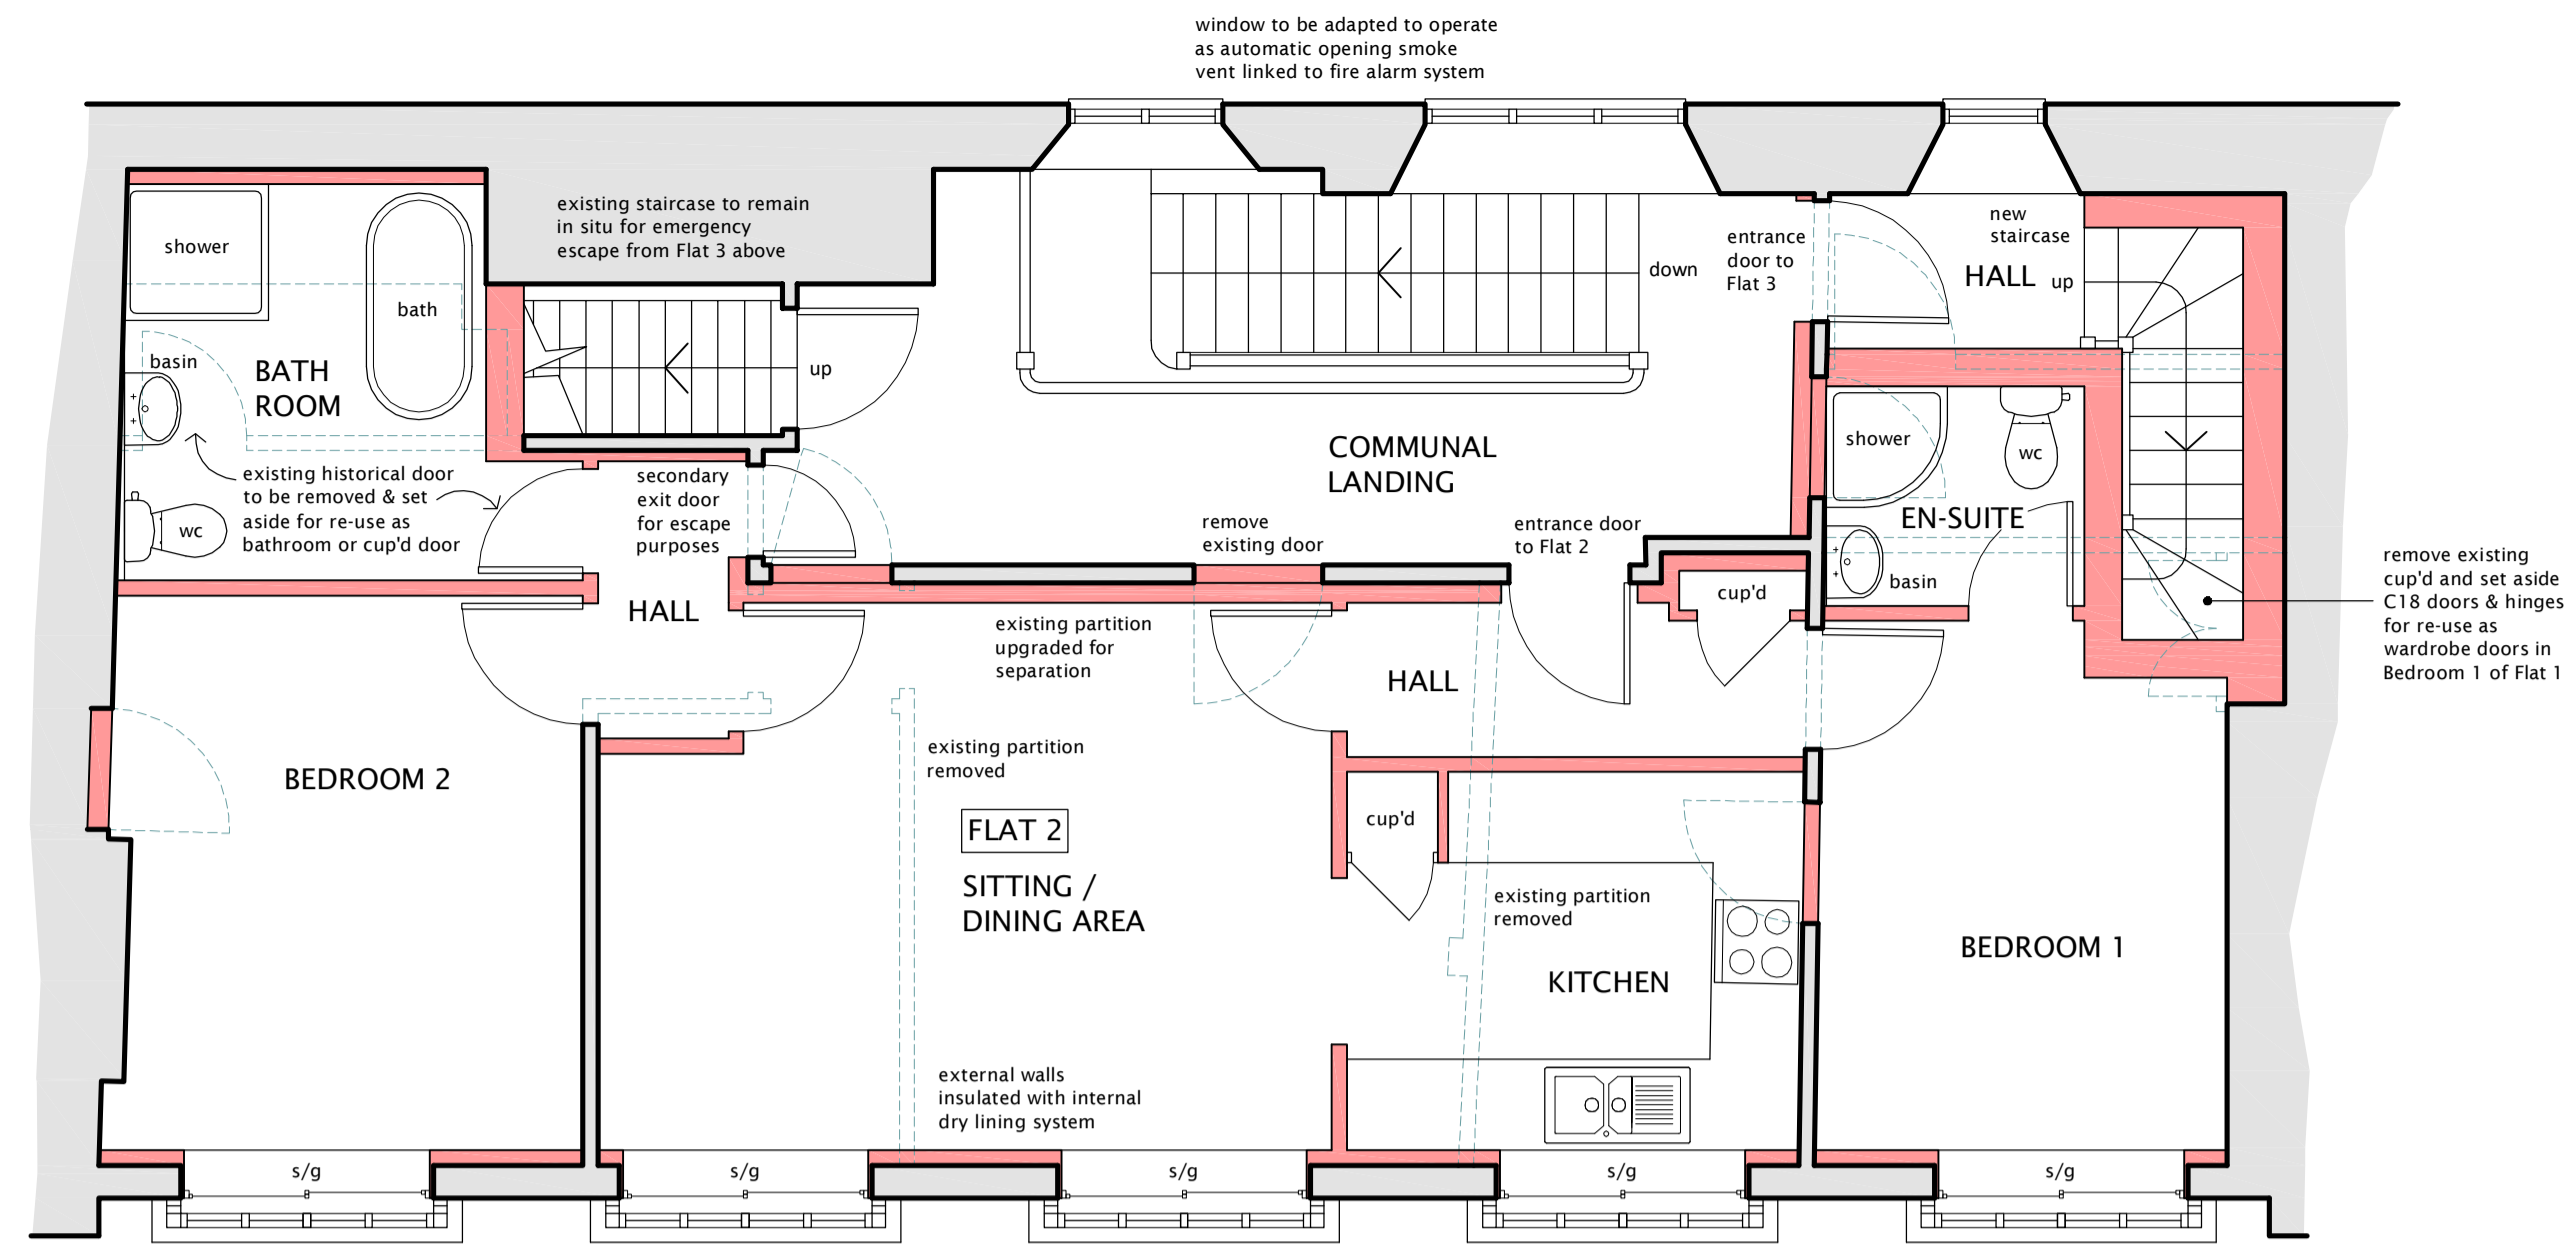 window to be adapted to operate
as automatic opening smoke
vent linked to fire alarm system
existing staircase to remain
in situ for emergency
escape from Flat 3 above
shower
bath
basin
BATH
ROOM
up
existing historical door
to be removed & set
aside for re-use as
bathroom or cup'd door
wc
secondary
exit door
for escape
purposes
down
entrance
door to
Flat 3
new
staircase
HALL
up
COMMUNAL
LANDING
shower
wc
EN-SUITE
basin
remove
existing door
entrance door
to Flat 2
cup'd
remove existing
cup'd and set aside
C18 doors & hinges
for re-use as
wardrobe doors in
Bedroom 1 of Flat 1
HALL
existing partition
upgraded for
separation
HALL
BEDROOM 2
existing partition
removed
FLAT 2
SITTING /
DINING AREA
cup'd
existing partition
removed
KITCHEN
BEDROOM 1
external walls
insulated with internal
dry lining system
s/g
s/g
s/g
s/g
s/g